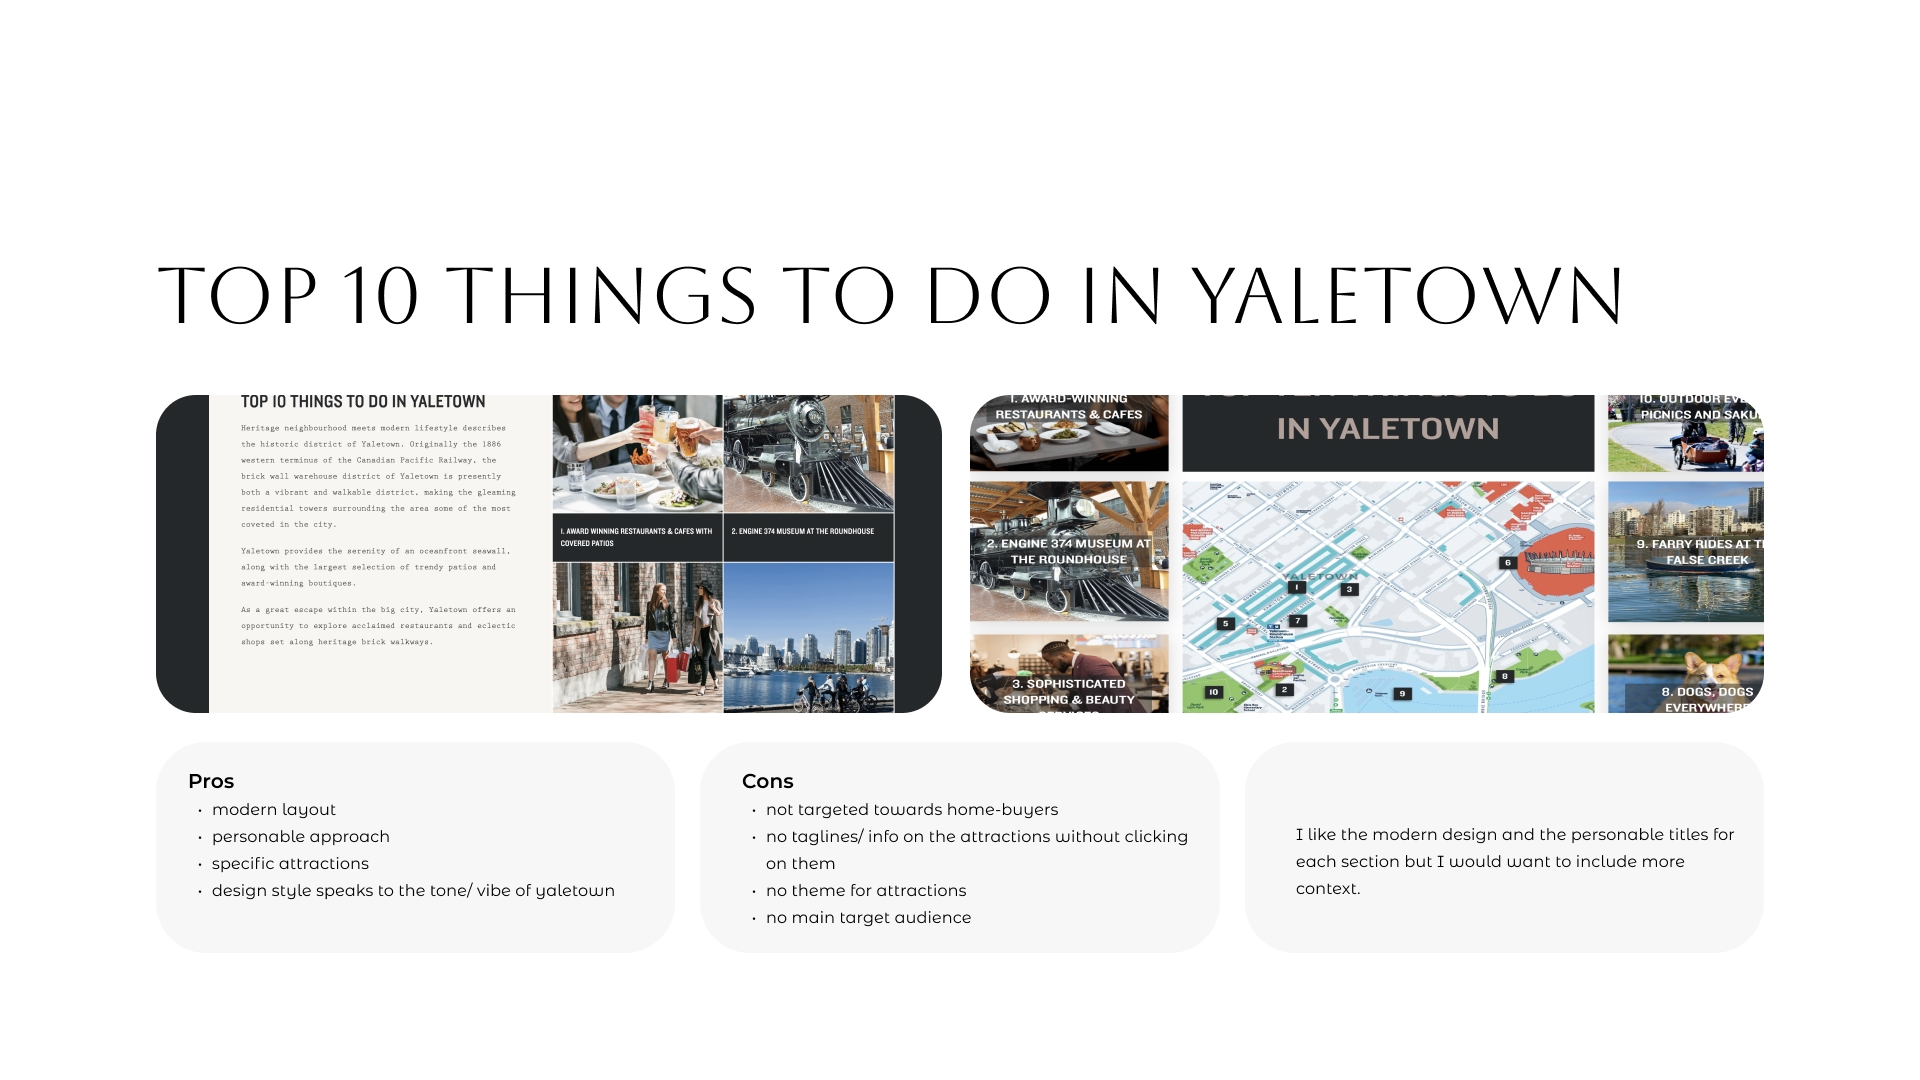 TOP 10 THINGS TO DO IN YALETOWN
TOP 10 THINGS TO DO IN YALETOWN
Heritage neighbourhood meets modern lifestyle describes
the historic district of Yaletown. Originally the 1886
western terminus of the Canadian Pacific Railway, the
brick wall warehouse district of Yaletown is presently
both a vibrant and walkable district, making the gleaming
residential towers surrounding the area some of the most
coveted in the city.
Yaletown provides the serenity of an oceanfront seawall,
along with the largest selection of trendy patios and
award-winning boutiques.
As a great escape within the big city, Yaletown offers an
opportunity to explore acclaimed restaurants and eclectic
shops set along heritage brick walkways.
1. AWARD WINNING RESTAURANTS & CAFES WITH
COVERED PATIOS
2. ENGINE 374 MUSEUM AT THE ROUNDHOUSE
1. AWARD-WINNING
RESTAURANTS & CAFES
2. ENGINE 374 MUSEUM AT
THE ROUNDHOUSE
3. SOPHISTICATED
SHOPPING & BEAUTY
SERVICES
IN YALETOWN
YALETOWN
1
3
6
5
7
10
2
9
8
10. OUTDOOR
PICNICS AND
9. FARRY RIDES AT
FALSE CREEK
8. DOGS, DOGS
EVERYWHERE
Pros
• modern layout
• personable approach
• specific attractions
• design style speaks to the tone/ vibe of yaletown
Cons
• not targeted towards home-buyers
• no taglines/ info on the attractions without clicking
on them
• no theme for attractions
• no main target audience
I like the modern design and the personable titles for
each section but I would want to include more
context.